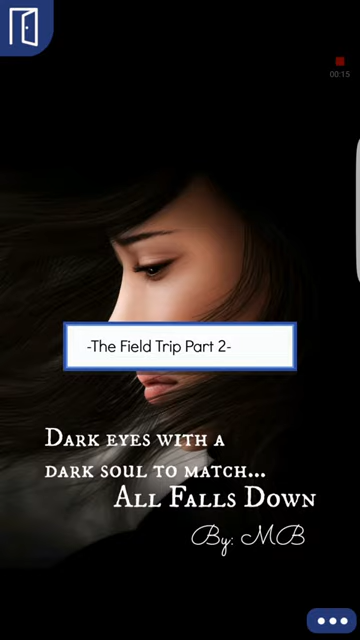 00:15
-The Field Trip Part 2-
Dark eyes with a
dark soul to match...
All Falls Down
By: MB